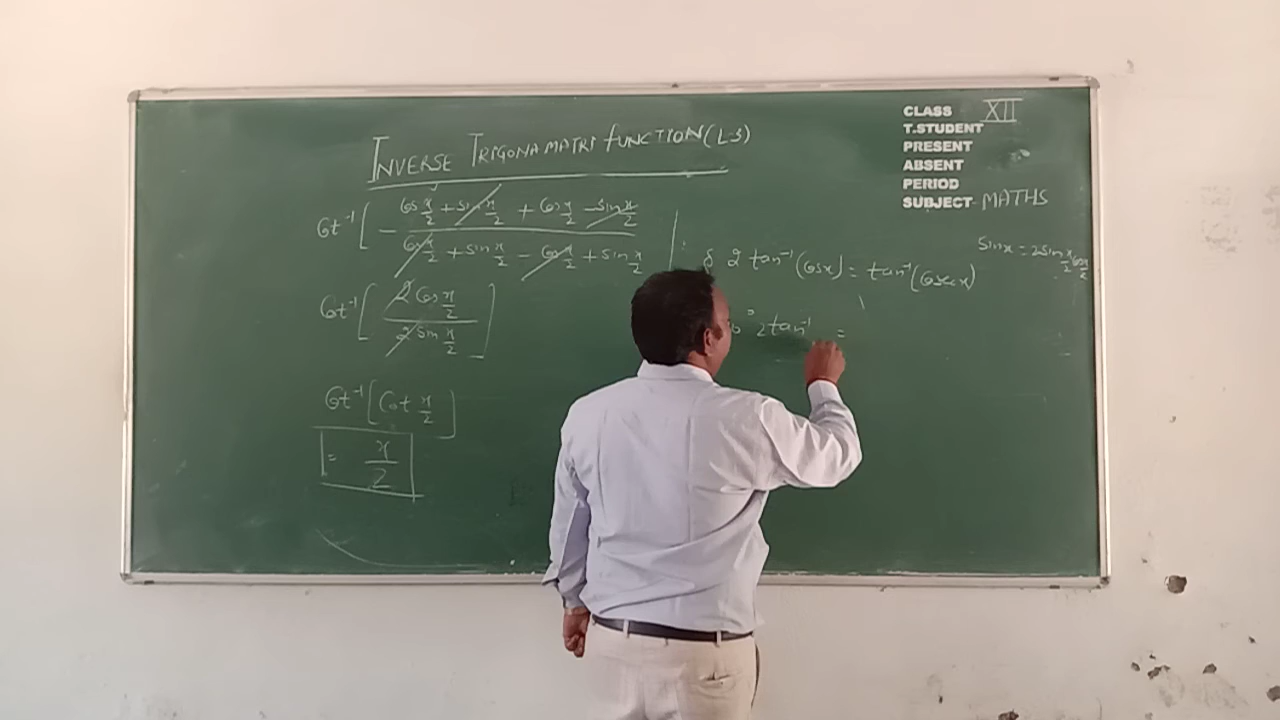 INVERSE TRIGONAMATRI FUNCTION (L-3)
CLASS XII
T.STUDENT
PRESENT
ABSENT
PERIOD
SUBJECT MATHS
Cot⁻¹ [ - (Cos x/2 + sin x/2 + Cos x/2 - sin x/2) / (Cos x/2 + sin x/2 - Cos x/2 + sin x/2)
Cot⁻¹ [ 2 Cos x/2 / 2 sin x/2 ]
Cot⁻¹ [ Cot x/2 ]
= x/2
Sin x = 2 Sin x/2 Cos x/2
2 tan⁻¹ (Cos x) = tan⁻¹ (Cosec x)
2 tan⁻¹ =